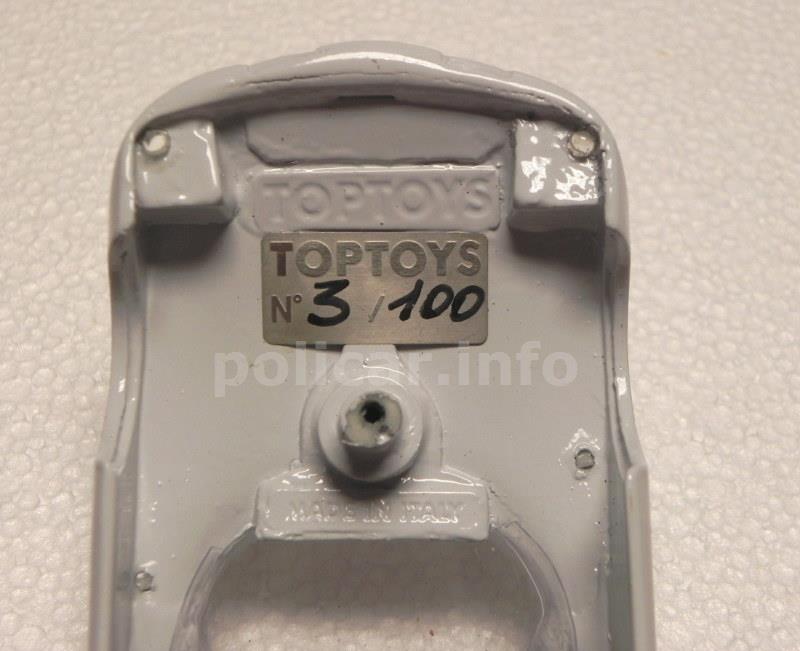 TOPTOYS
TOPTOYS
N° 3 / 100
policar.info
MADE IN ITALY